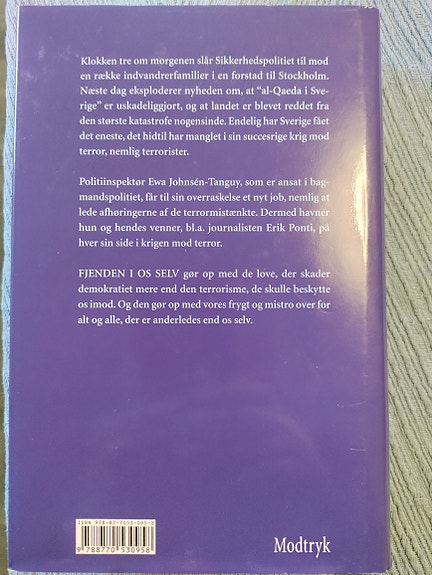 Klokken tre om morgenen slår Sikkerhedspolitiet til mod
en række indvandrerfamilier i en forstad til Stockholm.
Næste dag eksploderer nyheden om, at “al-Qaeda i Sve-
rige” er uskadeliggjort, og at landet er blevet reddet fra
den største katastrofe nogensinde. Endelig har Sverige fået
det eneste, det hidtil har manglet i sin succesrige krig mod
terror, nemlig terrorister.
Politiinspektør Ewa Johnsén-Tanguy, som er ansat i bag-
mandspolitiet, får til sin overraskelse et nyt job, nemlig at
lede afhøringerne af de terrormistænkte. Dermed havner
hun og hendes venner, bl.a. journalisten Erik Ponti, på
hver sin side i krigen mod terror.
FJENDEN I OS SELV gør op med de love, der skader
demokratiet mere end den terrorisme, de skulle beskytte
os imod. Og den gør op med vores frygt og mistro over for
alt og alle, der er anderledes end os selv.
ISBN 978-87-7053-095-8
9 788770 530958
Modtryk